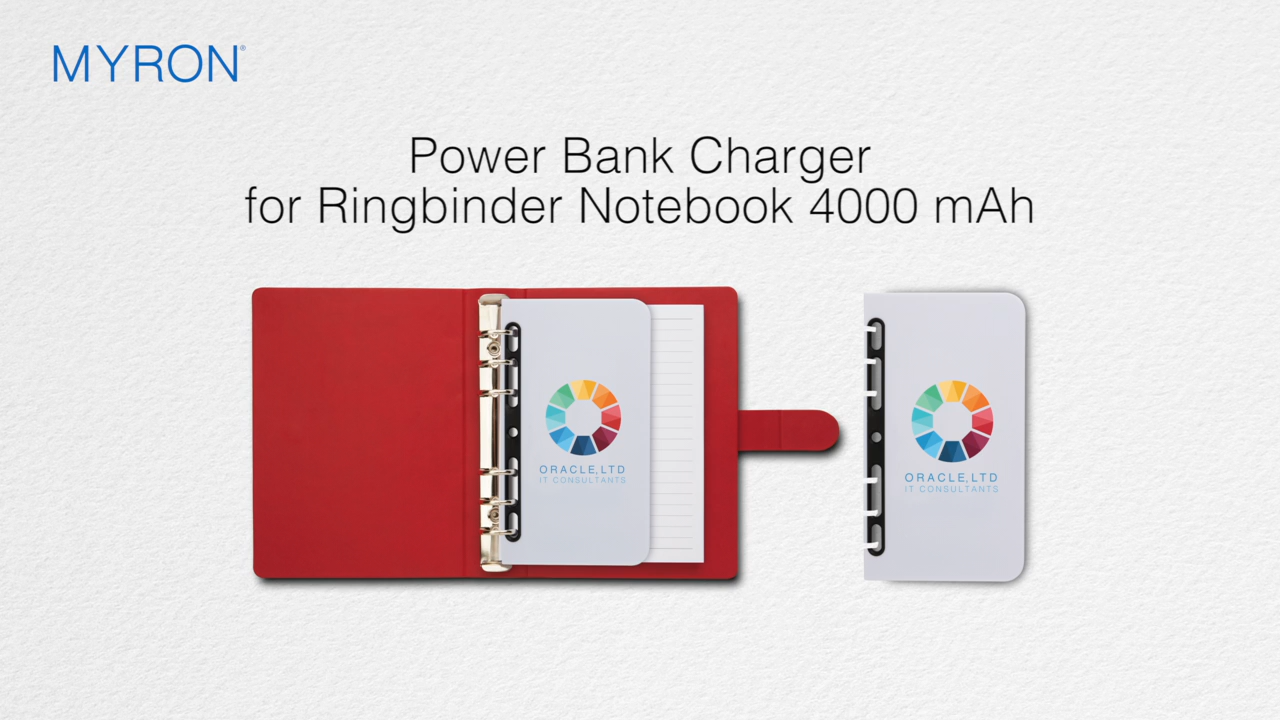 MYRON®
Power Bank Charger
for Ringbinder Notebook 4000 mAh
ORACLE,LTD
IT CONSULTANTS
ORACLE,LTD
IT CONSULTANTS